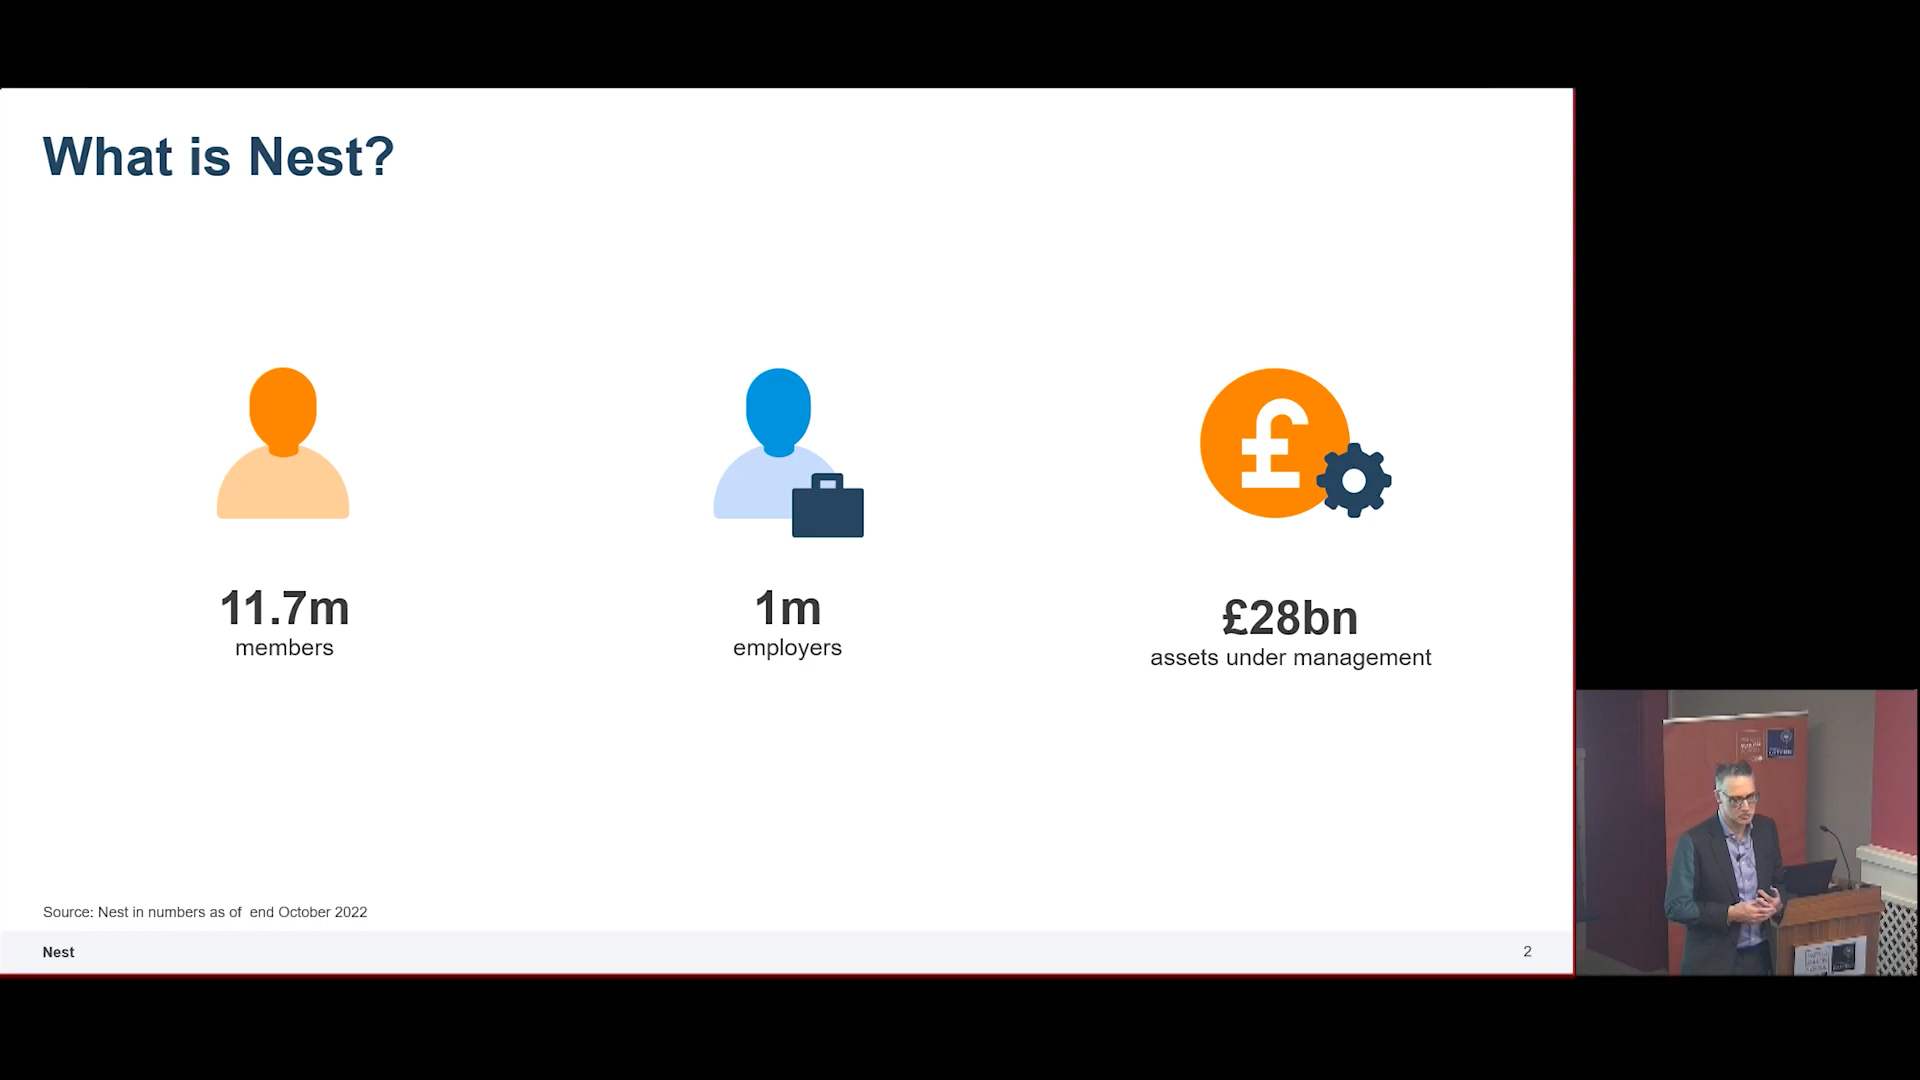 What is Nest?
£
11.7m
members
1m
employers
£28bn
assets under management
Source: Nest in numbers as of end October 2022
Nest
2